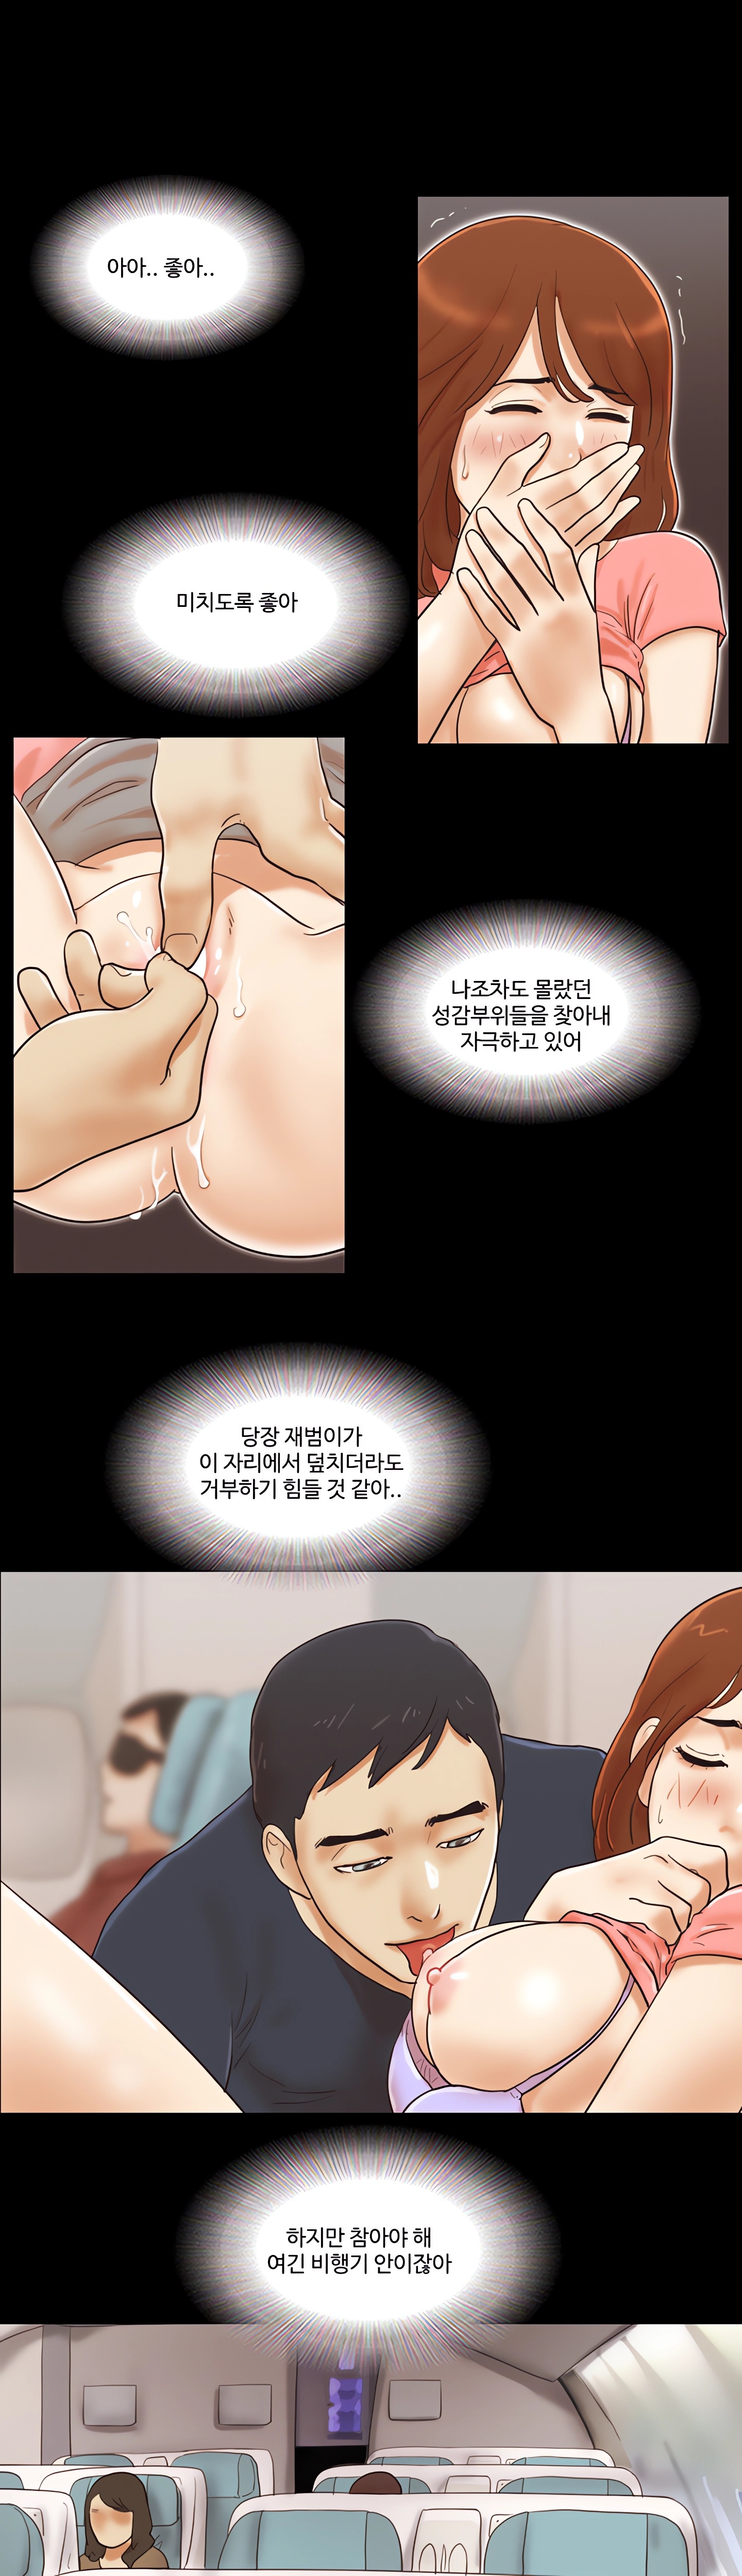 아아.. 좋아..
미치도록 좋아
나조차도 몰랐던
성감부위들을 찾아내
자극하고 있어
당장 재범이가
이 자리에서 덮치더라도
거부하기 힘들 것 같아..
하지만 참아야 해
여긴 비행기 안이잖아